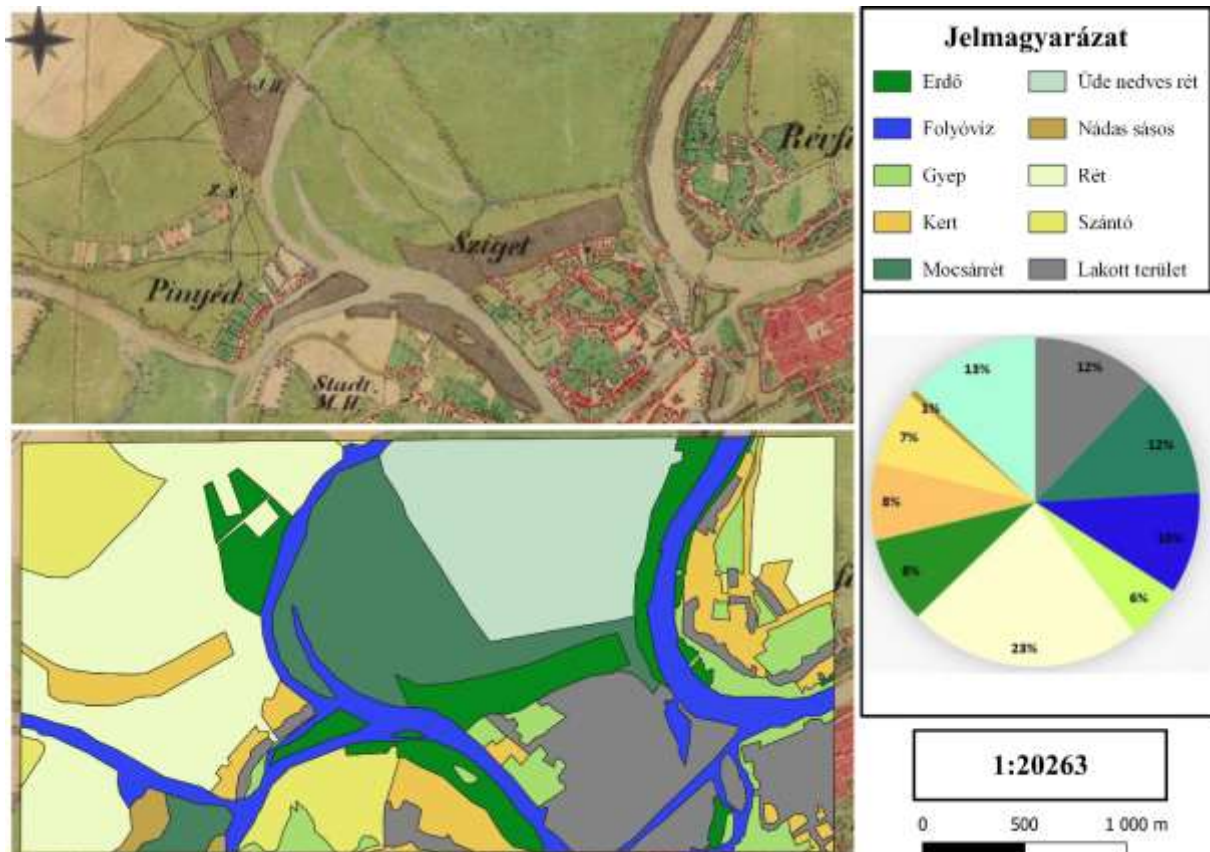 J.H.
Révfi
Z.S.
Sziget
Pinyéd
Stadt.
M.H.
Jelmagyarázat
Erdő
Üde nedves rét
Folyóvíz
Nádas sásos
Gyep
Rét
Kert
Szántó
Mocsárrét
Lakott terület
13%
12%
12%
7%
8%
8%
6%
23%
1:20263
0 500 1 000 m